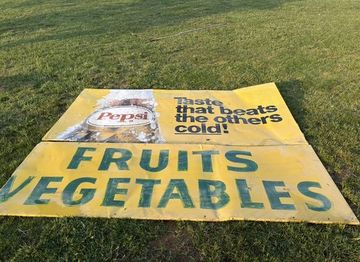 Pepsi
Taste
that beats
the others
cold!
FRUITS
VEGETABLES